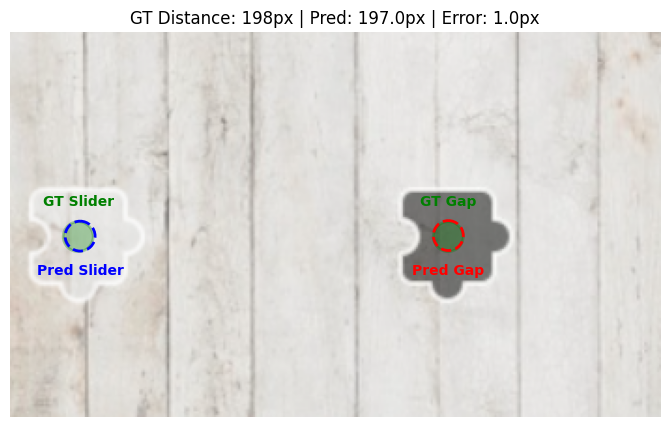 GT Distance: 198px | Pred: 197.0px | Error: 1.0px
GT Slider
GT Gap
Pred Slider
Pred Gap